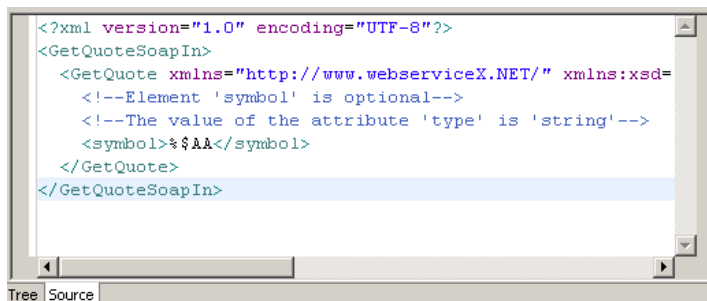 <?xml version="1.0" encoding="UTF-8"?>
<GetQuoteSoapIn>
<GetQuote xmlns="http://www.webserviceX.NET/" xmlns:xsd=
<!--Element 'symbol' is optional-->
<!--The value of the attribute 'type' is 'string'-->
<symbol>%$AA</symbol>
</GetQuote>
</GetQuoteSoapIn>
Tree Source